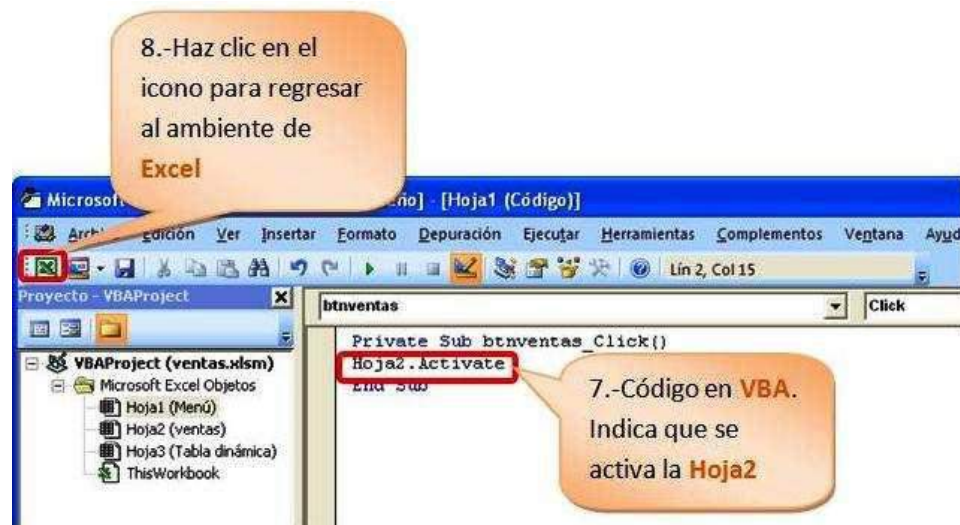 8.-Haz clic en el
icono para regresar
al ambiente de
Excel
[Hoja1 (Código)]
Edición Ver Insertar Formato Depuración Ejecutar Herramientas Complementos Ventana
Lín 2, Col 15
Proyecto - VBAProject
btnventas
Click
VBAProject (ventas.xlsm)
Microsoft Excel Objetos
Hoja1 (Menú)
Hoja2 (ventas)
Hoja3 (Tabla dinámica)
ThisWorkbook
Private Sub btnventas_Click()
Hoja2.Activate
End Sub
7.-Código en VBA.
Indica que se
activa la Hoja2